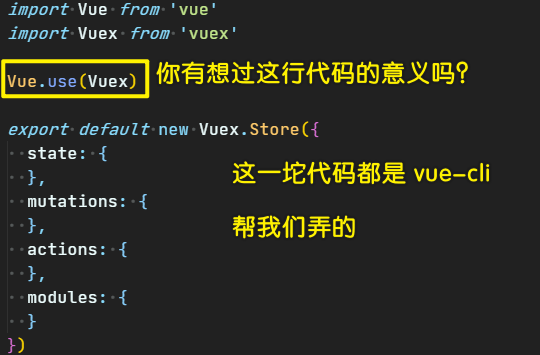 import Vue from 'vue'
import Vuex from 'vuex'
Vue.use(Vuex) 你有想过这行代码的意义吗?
export default new Vuex.Store({
  state: {
  },
这一坨代码都是 vue-cli
  mutations: {
  },
帮我们弄的
  actions: {
  },
  modules: {
  }
})